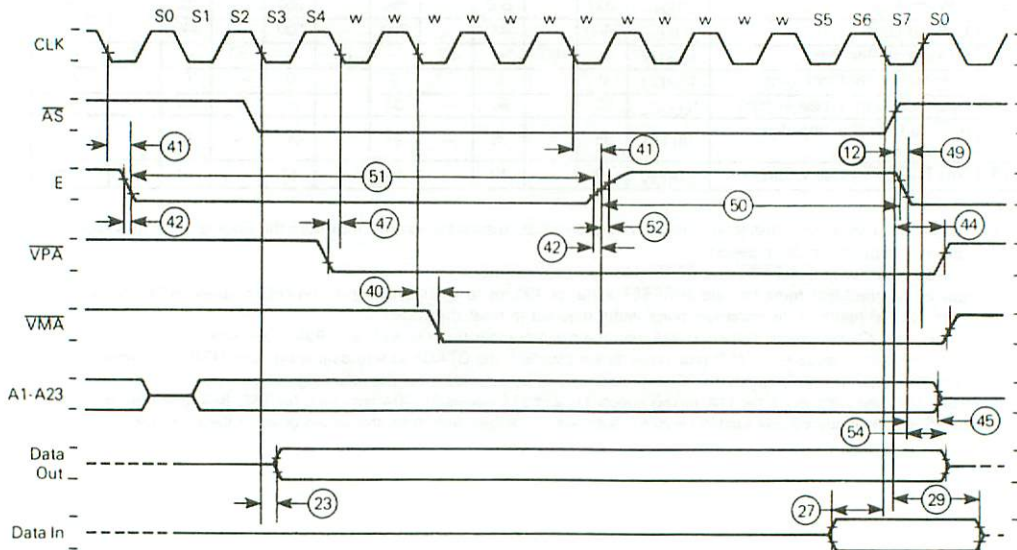 S0 S1 S2 S3 S4 w w w w w w w w w w w w S5 S6 S7 S0
CLK
AS
41 41 12 49
E
51
50
42 47 52 44
VPA
42
40
VMA
A1-A23
54 45
Data Out
23 27 29
Data In